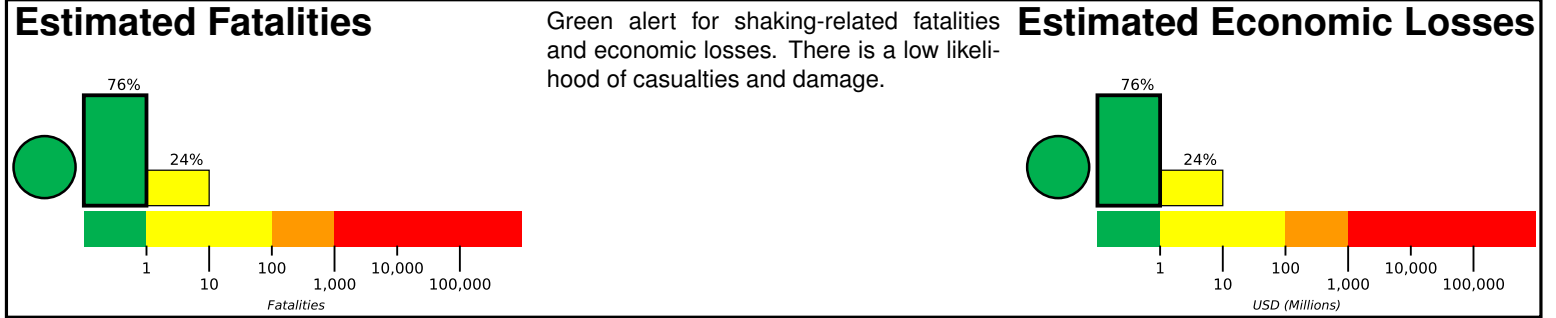 Estimated Fatalities
Green alert for shaking-related fatalities
and economic losses. There is a low likeli-
hood of casualties and damage.
Estimated Economic Losses
76%
24%
1
10
100
1,000
10,000
100,000
Fatalities
76%
24%
1
10
100
1,000
10,000
100,000
USD (Millions)